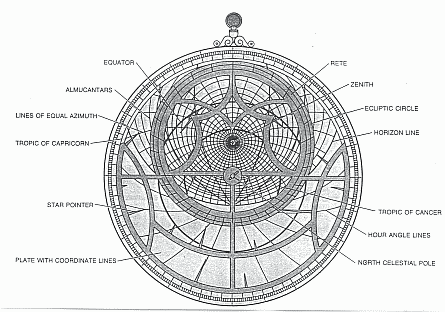 EQUATOR
ALMUCANTARS
LINES OF EQUAL AZIMUTH
TROPIC OF CAPRICORN
STAR POINTER
PLATE WITH COORDINATE LINES
RETE
ZENITH
ECLIPTIC CIRCLE
HORIZON LINE
TROPIC OF CANCER
HOUR ANGLE LINES
NORTH CELESTIAL POLE